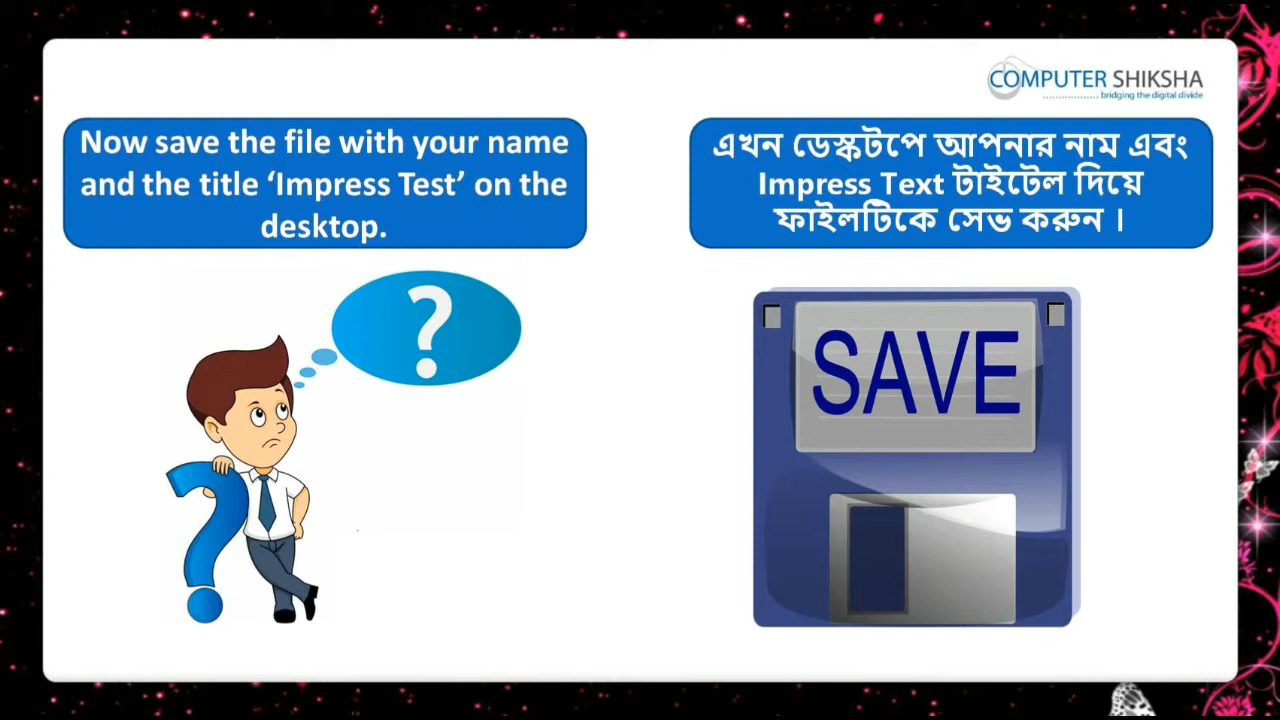 COMPUTER SHIKSHA
bridging the digital divide
Now save the file with your name
and the title ‘Impress Test’ on the
desktop.
এখন ডেস্কটপে আপনার নাম এবং
Impress Text টাইটেল দিয়ে
ফাইলটিকে সেভ করুন ।
?
SAVE